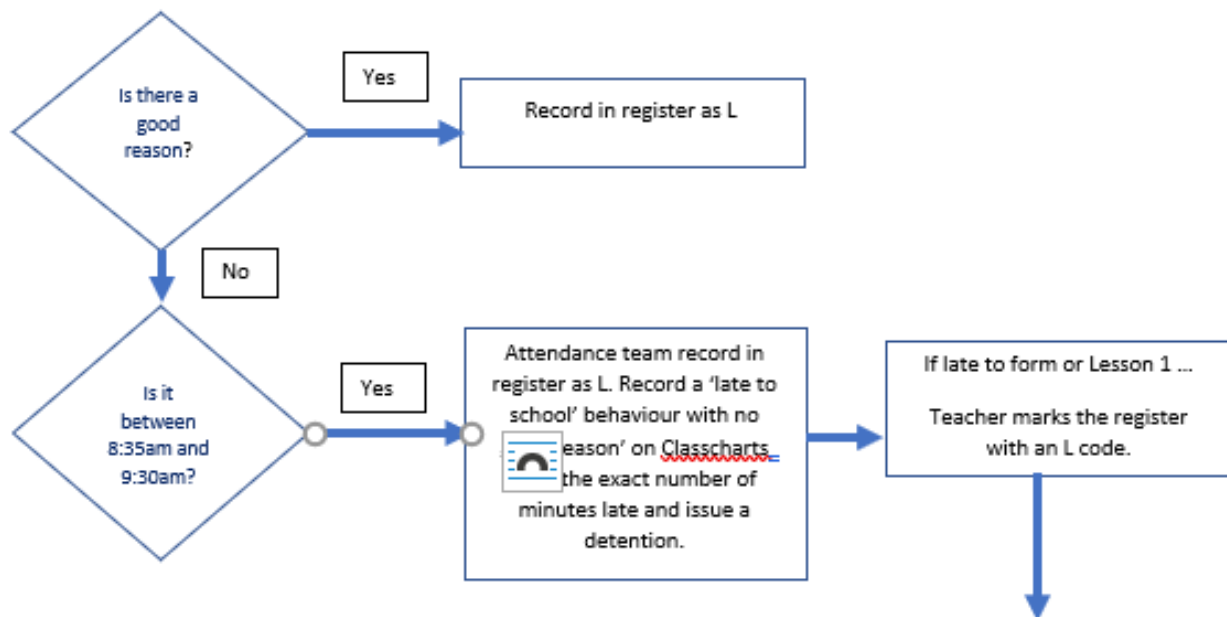 Is there a
good
reason?
Yes
Record in register as L
No
Is it
between
8:35am and
9:30am?
Yes
Attendance team record in
register as L. Record a ‘late to
school’ behaviour with no
eason’ on Classcharts
the exact number of
minutes late and issue a
detention.
If late to form or Lesson 1 ...
Teacher marks the register
with an L code.